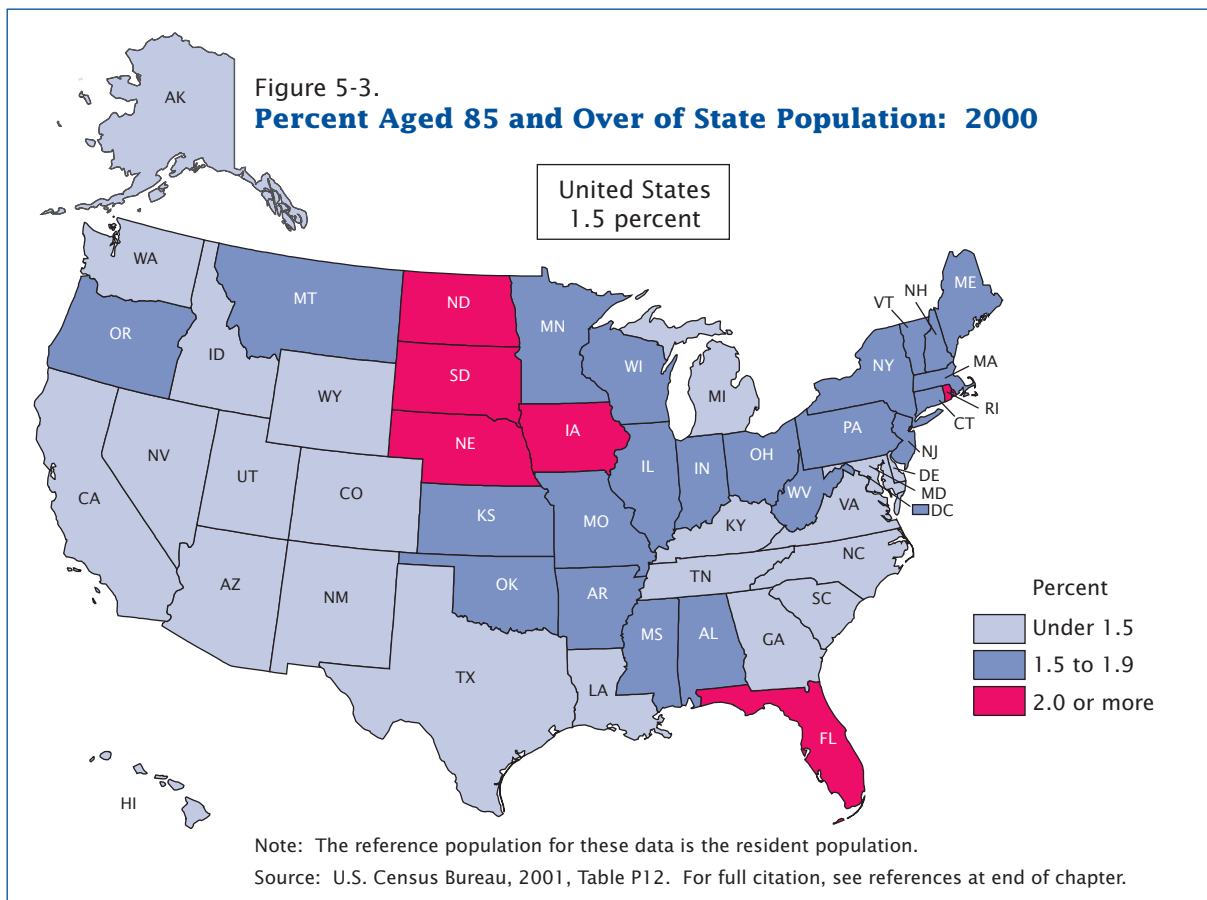 Figure 5-3.
Percent Aged 85 and Over of State Population: 2000
United States
1.5 percent
AK
WA
MT
ND
MN
ME
VT
NH
OR
ID
SD
WI
NY
MA
WY
MI
RI
CT
IA
NE
PA
NJ
NV
UT
CO
IL
IN
OH
DE
MD
DC
CA
KS
MO
WV
VA
KY
NC
AZ
NM
OK
AR
TN
SC
MS
AL
GA
TX
LA
FL
HI
Percent
Under 1.5
1.5 to 1.9
2.0 or more
Note: The reference population for these data is the resident population.
Source: U.S. Census Bureau, 2001, Table P12. For full citation, see references at end of chapter.